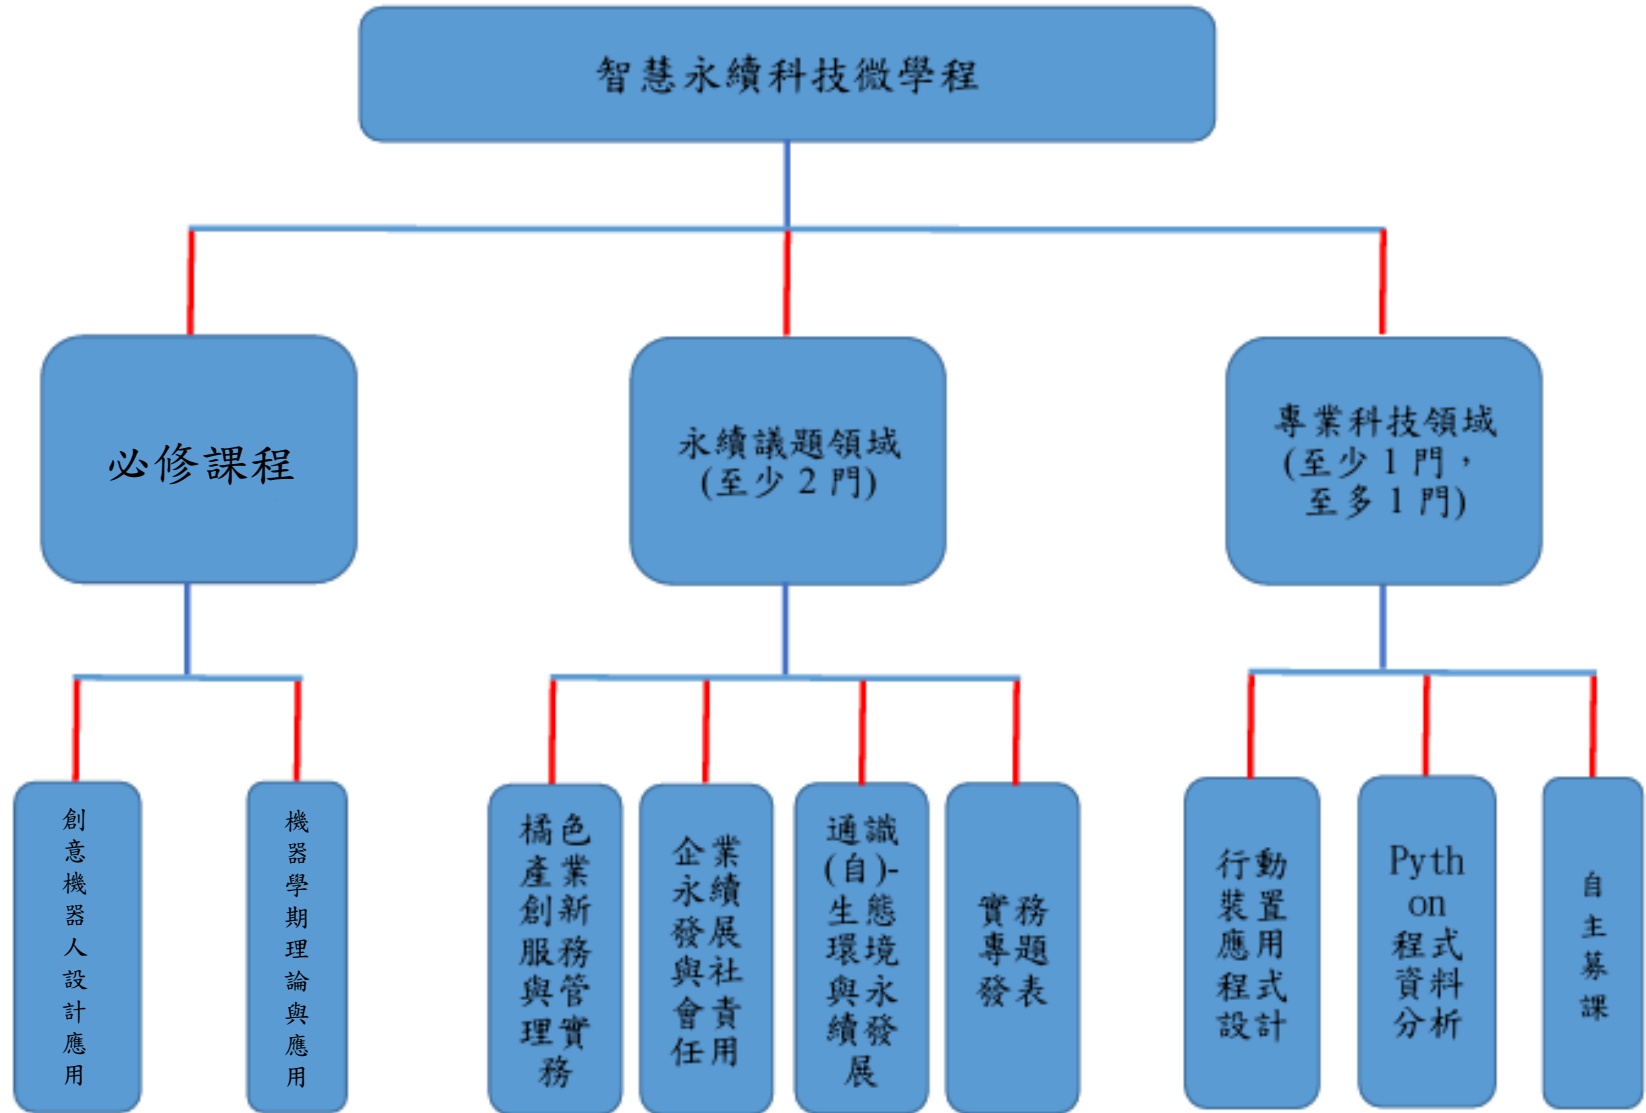 智慧永續科技微學程
必修課程
永續議題領域
(至少 2 門)
專業科技領域
(至少 1 門，
至多 1 門)
創
意
機
器
人
設
計
應
用
機
器
學
期
理
論
與
應
用
橘色
產業
創新
服務
與管
理實
務
企業
永續
發展
與社
會責
任用
通識
(自)-
生態
環境
與永
續發
展
實務
專題
發表
行動
裝置
應用
程式
設計
Pyth
on
程式
資料
分析
自
主
募
課